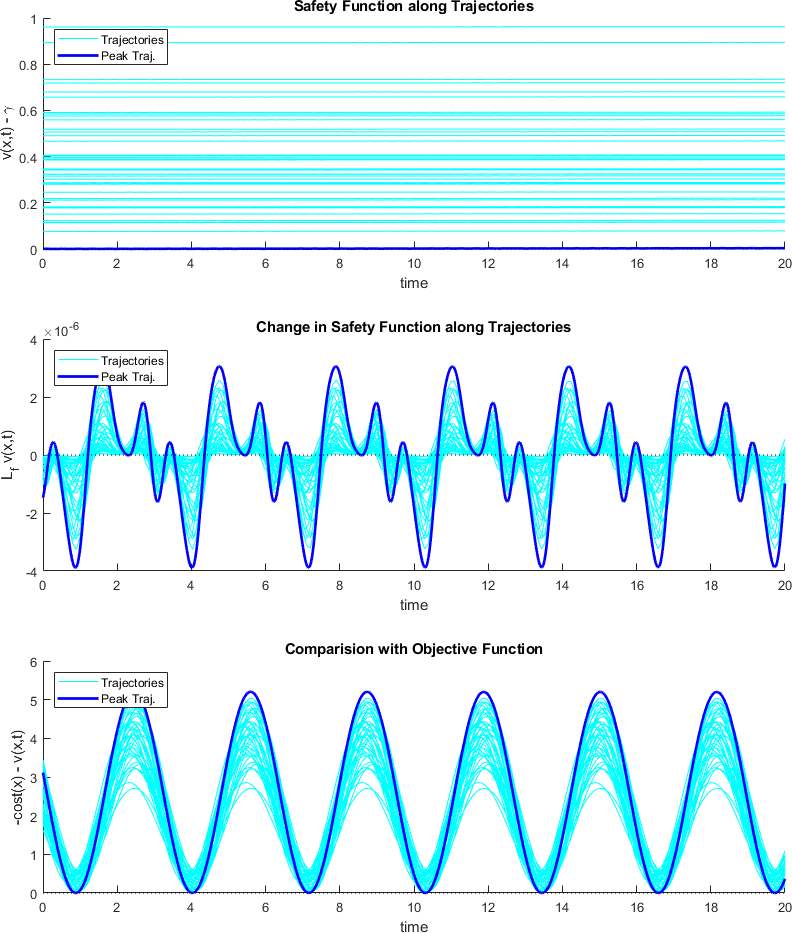 Safety Function along Trajectories
1
0.8
0.6
0.4
0.2
0
v(x,t) - γ
Trajectories
Peak Traj.
0 2 4 6 8 10 12 14 16 18 20
time
Change in Safety Function along Trajectories
×10⁻⁶
4
2
0
-2
-4
L_f v(x,t)
Trajectories
Peak Traj.
0 2 4 6 8 10 12 14 16 18 20
time
Comparision with Objective Function
6
5
4
3
2
1
0
-cost(x) - v(x,t)
Trajectories
Peak Traj.
0 2 4 6 8 10 12 14 16 18 20
time